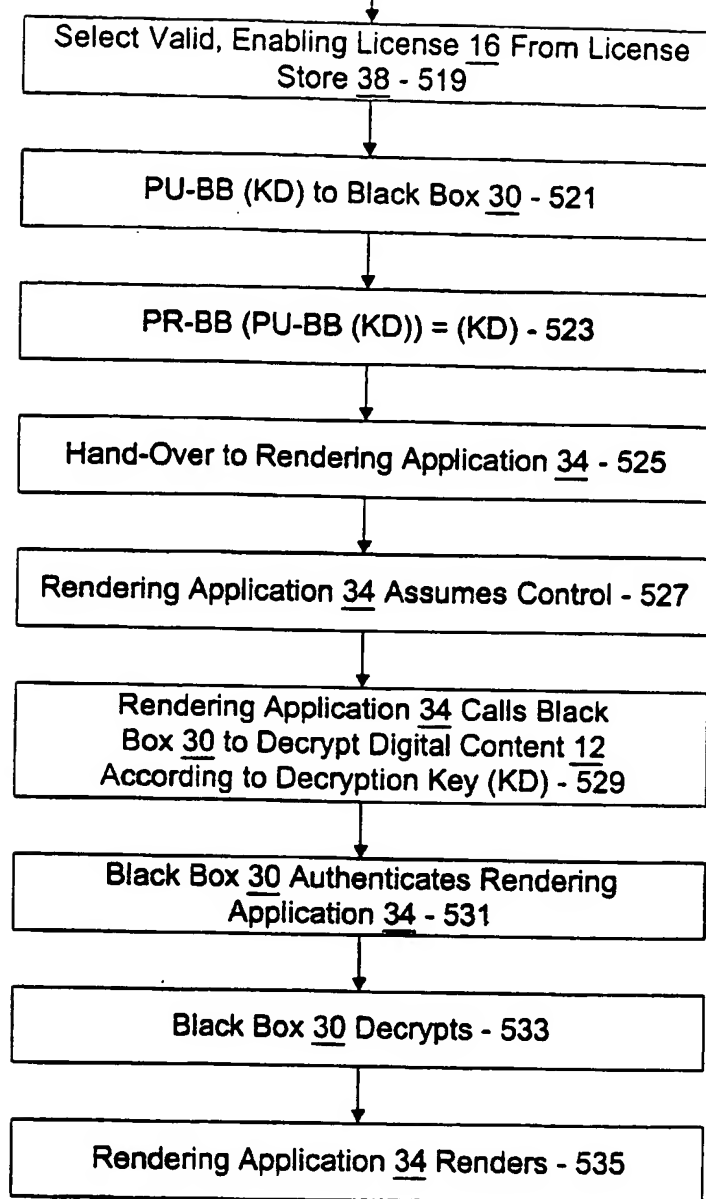 Select Valid, Enabling License 16 From License
Store 38 - 519
PU-BB (KD) to Black Box 30 - 521
PR-BB (PU-BB (KD)) = (KD) - 523
Hand-Over to Rendering Application 34 - 525
Rendering Application 34 Assumes Control - 527
Rendering Application 34 Calls Black
Box 30 to Decrypt Digital Content 12
According to Decryption Key (KD) - 529
Black Box 30 Authenticates Rendering
Application 34 - 531
Black Box 30 Decrypts - 533
Rendering Application 34 Renders - 535